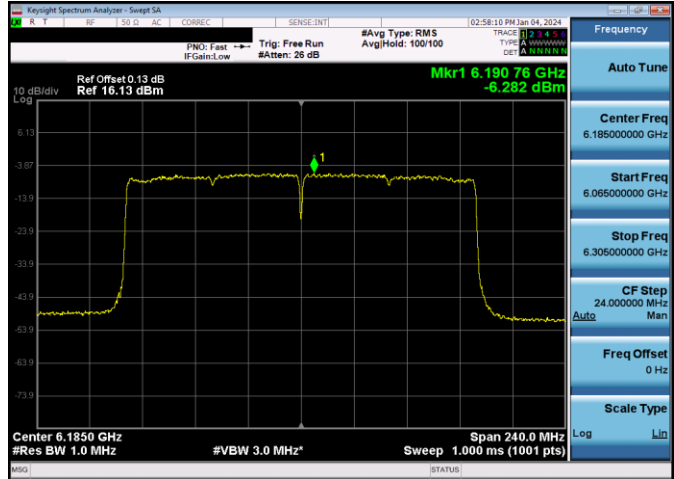 Keysight Spectrum Analyzer - Swept SA
R T RF 50 Ω AC CORREC SENSE:INT 02:58:10 PM Jan 04, 2024
#Avg Type: RMS
Avg|Hold: 100/100
TRACE 1 2 3 4 5 6
TYPE A WWWWW
DET A N N N N N
PNO: Fast
IFGain:Low
Trig: Free Run
#Atten: 26 dB
Mkr1 6.190 76 GHz
-6.282 dBm
Ref Offset 0.13 dB
Ref 16.13 dBm
10 dB/div
Log
1
6.13
-3.87
-13.9
-23.9
-33.9
-43.9
-53.9
-63.9
-73.9
Center 6.1850 GHz
Span 240.0 MHz
#Res BW 1.0 MHz
#VBW 3.0 MHz*
Sweep 1.000 ms (1001 pts)
MSG
STATUS
Frequency
Auto Tune
Center Freq
6.185000000 GHz
Start Freq
6.065000000 GHz
Stop Freq
6.305000000 GHz
CF Step
24.000000 MHz
Auto Man
Freq Offset
0 Hz
Scale Type
Log Lin